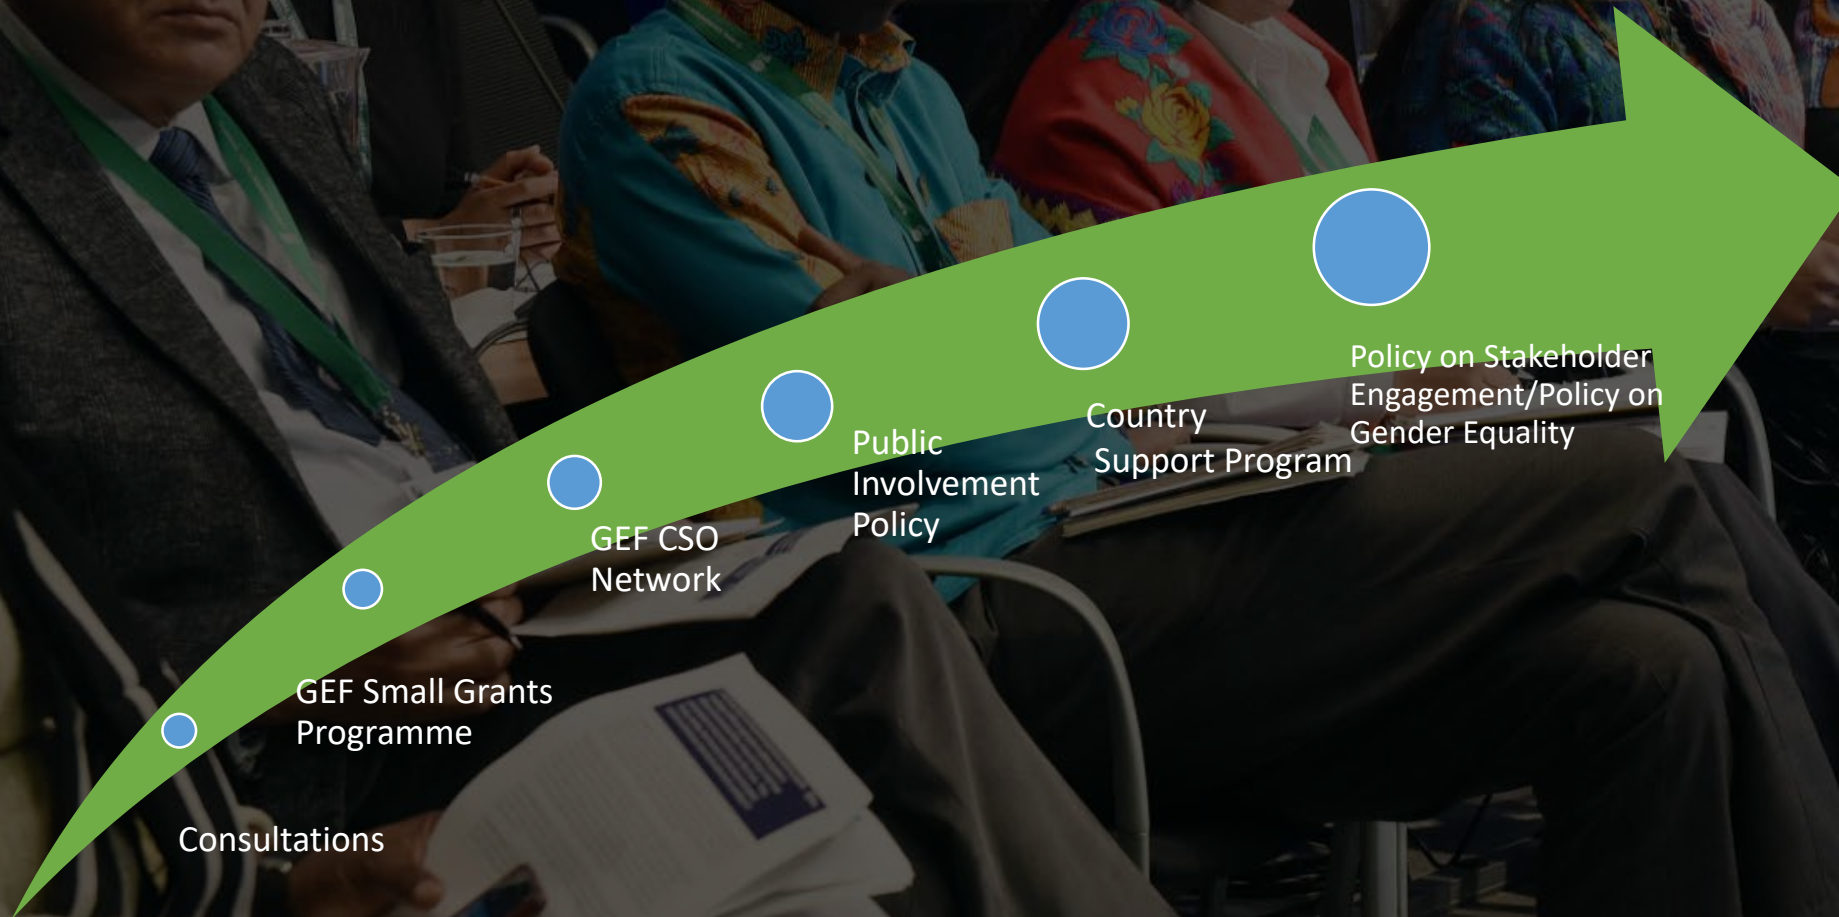 Consultations
GEF Small Grants
Programme
GEF CSO
Network
Public
Involvement
Policy
Country
Support Program
Policy on Stakeholder
Engagement/Policy on
Gender Equality